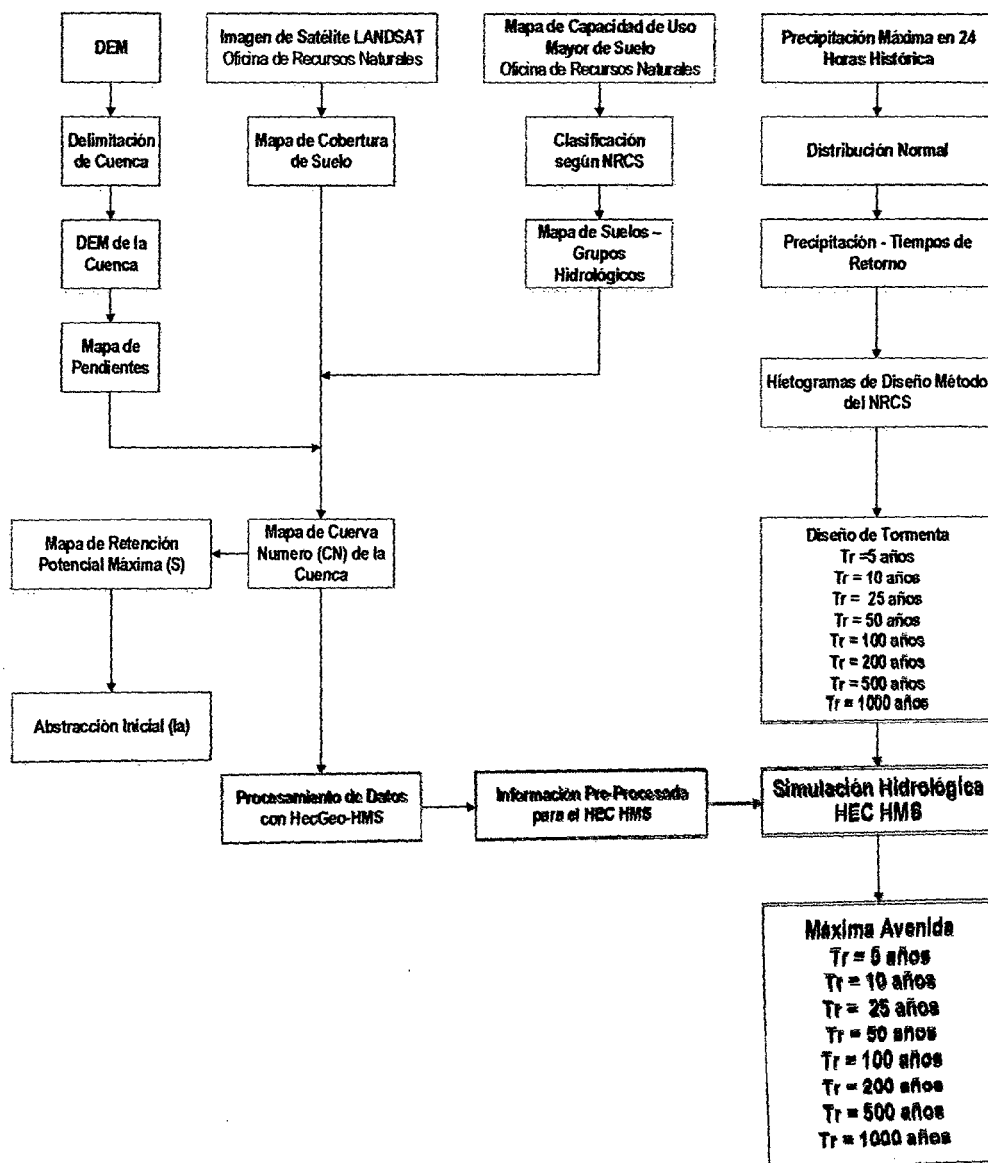 DEM
Imagen de Satélite LANDSAT
Oficina de Recursos Naturales
Mapa de Capacidad de Uso
Mayor de Suelo
Oficina de Recursos Naturales
Precipitación Máxima en 24
Horas Histórica
Delimitación
de Cuenca
Mapa de Cobertura
de Suelo
Clasificación
según NRCS
Distribución Normal
DEM de la
Cuenca
Mapa de Suelos –
Grupos
Hidrológicos
Precipitación - Tiempos de
Retorno
Mapa de
Pendientes
Hietogramas de Diseño Método
del NRCS
Mapa de Retención
Potencial Máxima (S)
Mapa de Cuerva
Numero (CN) de la
Cuenca
Diseño de Tormenta
Tr =5 años
Tr = 10 años
Tr = 25 años
Tr = 50 años
Tr = 100 años
Tr = 200 años
Tr = 500 años
Tr = 1000 años
Abstracción Inicial (Ia)
Procesamiento de Datos
con HecGeo-HMS
Información Pre-Procesada
para el HEC HMS
Simulación Hidrológica
HEC HMS
Máxima Avenida
Tr = 5 años
Tr = 10 años
Tr = 25 años
Tr = 50 años
Tr = 100 años
Tr = 200 años
Tr = 500 años
Tr = 1000 años